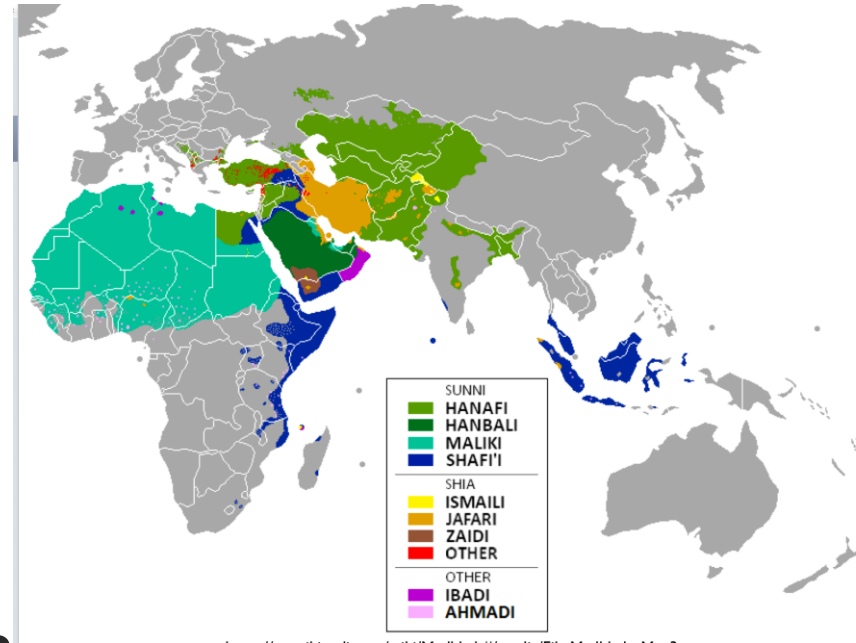 SUNNI
HANAFI
HANBALI
MALIKI
SHAFI'I
SHIA
ISMAILI
JAFARI
ZAIDI
OTHER
OTHER
IBADI
AHMADI